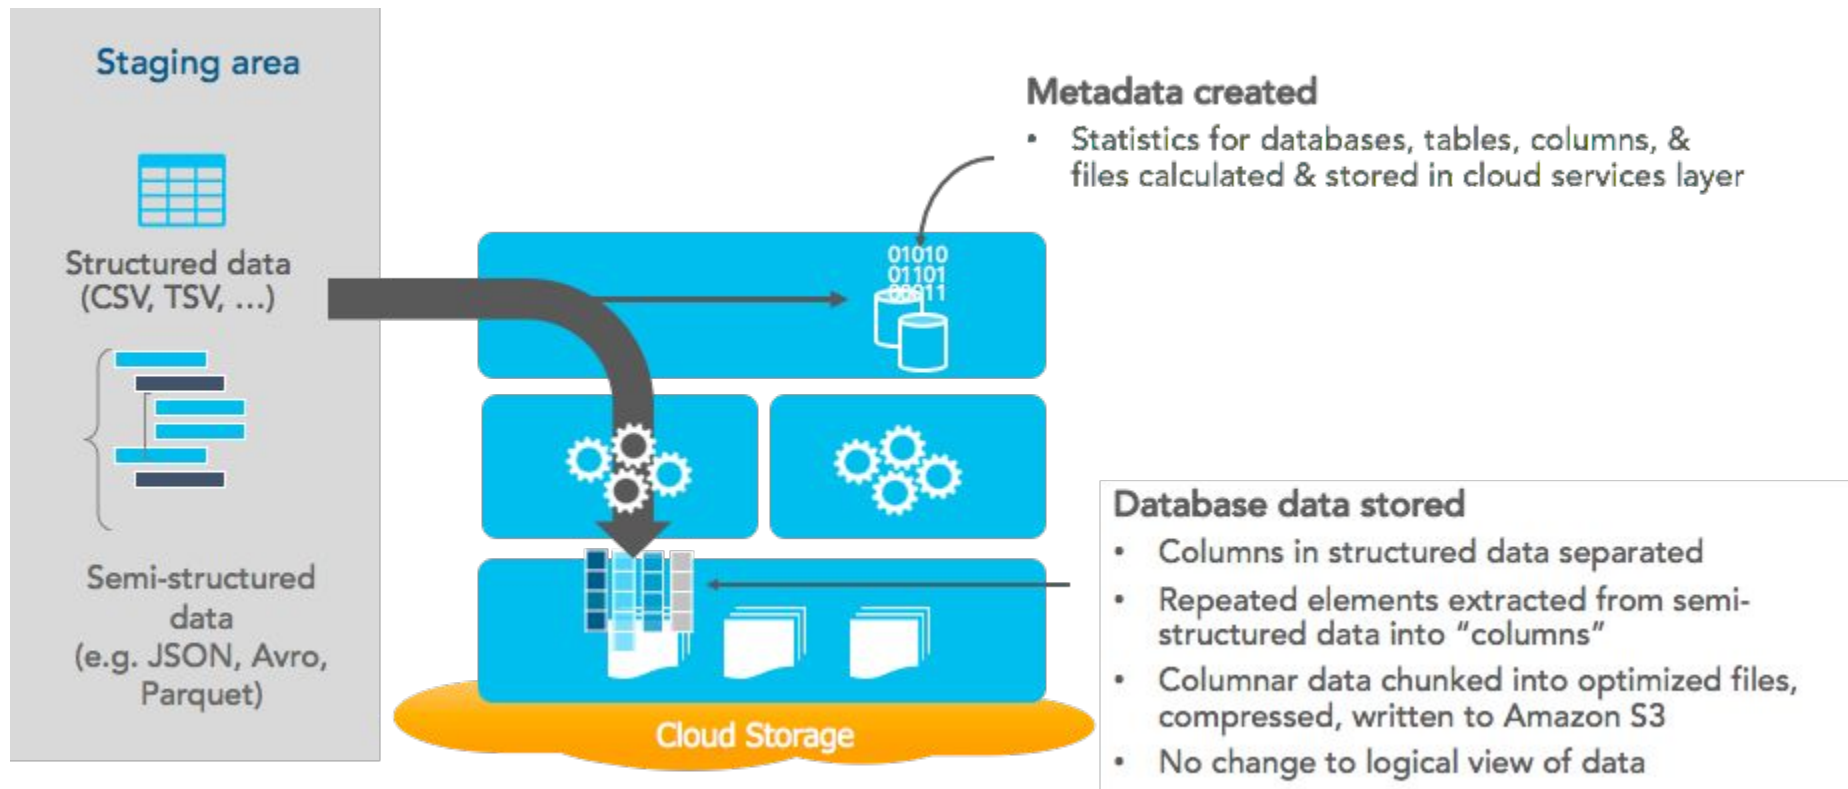 Staging area
Structured data
(CSV, TSV, ...)
Semi-structured
data
(e.g. JSON, Avro,
Parquet)
Metadata created
• Statistics for databases, tables, columns, &
files calculated & stored in cloud services layer
01010
01101
00011
Database data stored
• Columns in structured data separated
• Repeated elements extracted from semi-
structured data into “columns”
• Columnar data chunked into optimized files,
compressed, written to Amazon S3
• No change to logical view of data
Cloud Storage